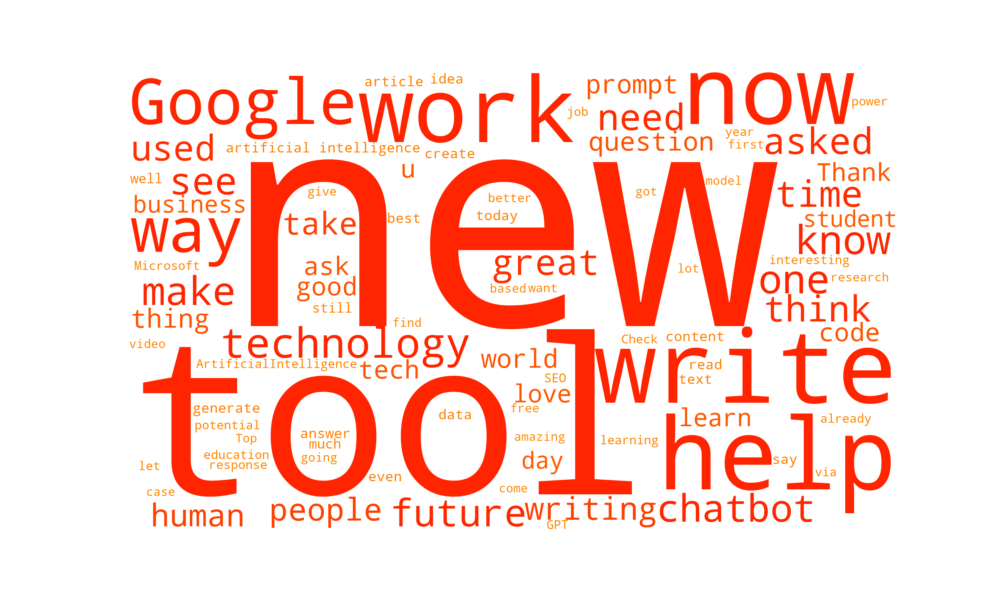 article idea
Google work prompt now
job need power
used artificial intelligence create question year first asked
well see u Thank
business give better got model time
way take best today student
Microsoft ask great lot know interesting
make good based want one research
thing still think
find code
video technology Check content
ArtificialIntelligence tech world write
new SEO read text
tool love
generate data free learn already
potential
Top answer much amazing learning help
education going day say
let response even via
case come
human people future writing chatbot
GPT